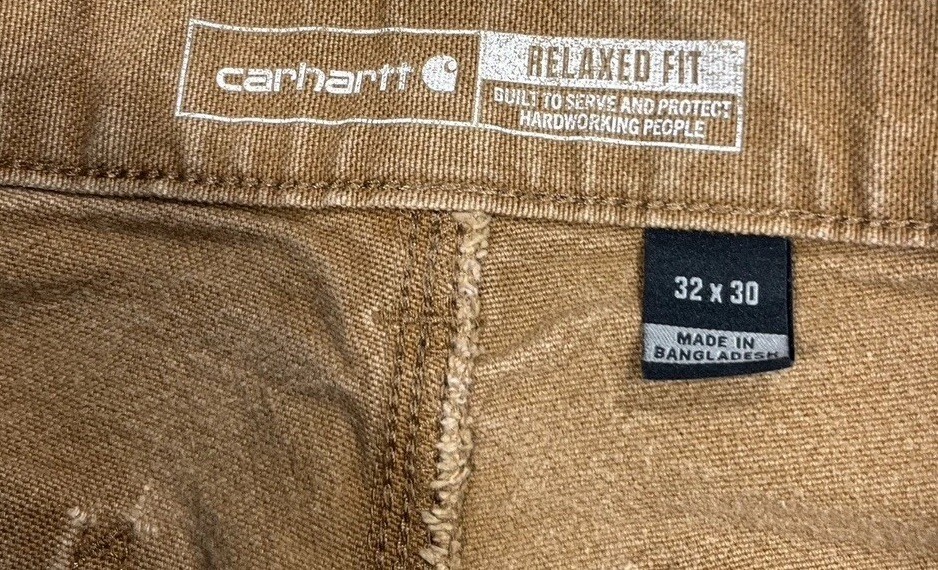 carhartt
RELAXED FIT
BUILT TO SERVE AND PROTECT
HARDWORKING PEOPLE
32 x 30
MADE IN
BANGLADESH